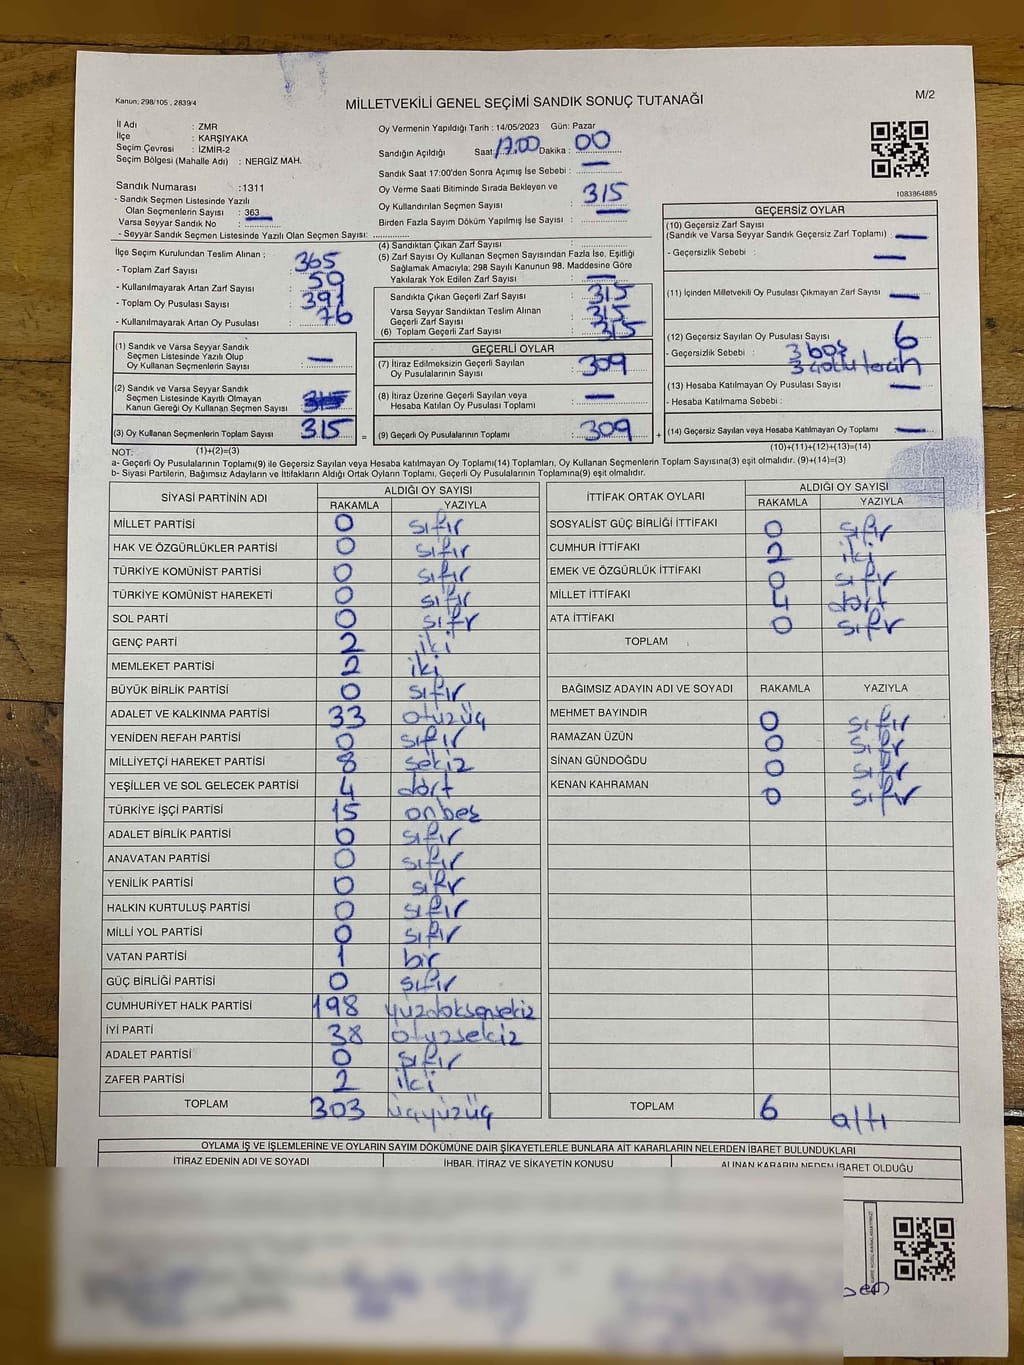 Kanun; 298/105 , 2839/4
MİLLETVEKİLİ GENEL SEÇİMİ SANDIK SONUÇ TUTANAĞI
M/2
İl Adı : ZMR
İlçe : KARŞIYAKA
Seçim Çevresi : İZMİR-2
Seçim Bölgesi (Mahalle Adı) : NERGİZ MAH.
Sandık Numarası :1311
- Sandık Seçmen Listesinde Yazılı
Olan Seçmenlerin Sayısı : 363
Varsa Seyyar Sandık No :
- Seyyar Sandık Seçmen Listesinde Yazılı Olan Seçmen Sayısı:
Oy Vermenin Yapıldığı Tarih : 14/05/2023 Gün: Pazar
Sandığın Açıldığı Saat: 17.00 Dakika : 00
Sandık Saat 17:00'den Sonra Açımış İse Sebebi : —
Oy Verme Saati Bitiminde Sırada Bekleyen ve
Oy Kullandırılan Seçmen Sayısı : 315
Birden Fazla Sayım Döküm Yapılmış İse Sayısı : —
1083864885
İlçe Seçim Kurulundan Teslim Alınan ;
- Toplam Zarf Sayısı : 365
- Kullanılmayarak Artan Zarf Sayısı : 50
- Toplam Oy Pusulası Sayısı : 391
- Kullanılmayarak Artan Oy Pusulası : 76
(1) Sandık ve Varsa Seyyar Sandık
Seçmen Listesinde Yazılı Olup
Oy Kullanan Seçmenlerin Sayısı : —
(2) Sandık ve Varsa Seyyar Sandık
Seçmen Listesinde Kayıtlı Olmayan
Kanun Gereği Oy Kullanan Seçmen Sayısı : 315
(3) Oy Kullanan Seçmenlerin Toplam Sayısı : 315
(4) Sandıktan Çıkan Zarf Sayısı :
(5) Zarf Sayısı Oy Kullanan Seçmen Sayısından Fazla İse, Eşitliği
Sağlamak Amacıyla; 298 Sayılı Kanunun 98. Maddesine Göre
Yakılarak Yok Edilen Zarf Sayısı : —
Sandıkta Çıkan Geçerli Zarf Sayısı : 315
Varsa Seyyar Sandıktan Teslim Alınan
Geçerli Zarf Sayısı : 315
(6) Toplam Geçerli Zarf Sayısı : 315
GEÇERLİ OYLAR
(7) İtiraz Edilmeksizin Geçerli Sayılan
Oy Pusulalarının Sayısı : 309
(8) İtiraz Üzerine Geçerli Sayılan veya
Hesaba Katılan Oy Pusulası Toplamı : —
= (9) Geçerli Oy Pusulalarının Toplamı : 309 +
GEÇERSİZ OYLAR
(10) Geçersiz Zarf Sayısı
(Sandık ve Varsa Seyyar Sandık Geçersiz Zarf Toplamı) : —
- Geçersizlik Sebebi : —
(11) İçinden Milletvekili Oy Pusulası Çıkmayan Zarf Sayısı : —
(12) Geçersiz Sayılan Oy Pusulası Sayısı : 6
- Geçersizlik Sebebi : 3 boş
3 çoklu tercih
(13) Hesaba Katılmayan Oy Pusulası Sayısı : —
- Hesaba Katılmama Sebebi :
(14) Geçersiz Sayılan veya Hesaba Katılmayan Oy Toplamı : —
NOT: (1)+(2)=(3) (10)+(11)+(12)+(13)=(14)
a- Geçerli Oy Pusulalarının Toplamı(9) ile Geçersiz Sayılan veya Hesaba katılmayan Oy Toplamı(14) Toplamları, Oy Kullanan Seçmenlerin Toplam Sayısına(3) eşit olmalıdır. (9)+(14)=(3)
b- Siyasi Partilerin, Bağımsız Adayların ve İttifakların Aldığı Ortak Oyların Toplamı, Geçerli Oy Pusulalarının Toplamına(9) eşit olmalıdır.
SİYASİ PARTİNİN ADI ALDIĞI OY SAYISI
RAKAMLA YAZIYLA
MİLLET PARTİSİ 0 sıfır
HAK VE ÖZGÜRLÜKLER PARTİSİ 0 sıfır
TÜRKİYE KOMÜNİST PARTİSİ 0 sıfır
TÜRKİYE KOMÜNİST HAREKETİ 0 sıfır
SOL PARTİ 0 sıfır
GENÇ PARTİ 2 iki
MEMLEKET PARTİSİ 2 iki
BÜYÜK BİRLİK PARTİSİ 0 sıfır
ADALET VE KALKINMA PARTİSİ 33 otuzüç
YENİDEN REFAH PARTİSİ 0 sıfır
MİLLİYETÇİ HAREKET PARTİSİ 8 sekiz
YEŞİLLER VE SOL GELECEK PARTİSİ 4 dört
TÜRKİYE İŞÇİ PARTİSİ 15 onbeş
ADALET BİRLİK PARTİSİ 0 sıfır
ANAVATAN PARTİSİ 0 sıfır
YENİLİK PARTİSİ 0 sıfır
HALKIN KURTULUŞ PARTİSİ 0 sıfır
MİLLİ YOL PARTİSİ 0 sıfır
VATAN PARTİSİ 1 bir
GÜÇ BİRLİĞİ PARTİSİ 0 sıfır
CUMHURİYET HALK PARTİSİ 198 yüzdoksansekiz
İYİ PARTİ 38 otuzsekiz
ADALET PARTİSİ 0 sıfır
ZAFER PARTİSİ 2 iki
TOPLAM 303 üçyüzüç
İTTİFAK ORTAK OYLARI ALDIĞI OY SAYISI
RAKAMLA YAZIYLA
SOSYALİST GÜÇ BİRLİĞİ İTTİFAKI 0 sıfır
CUMHUR İTTİFAKI 2 iki
EMEK VE ÖZGÜRLÜK İTTİFAKI 0 sıfır
MİLLET İTTİFAKI 4 dört
ATA İTTİFAKI 0 sıfır
TOPLAM
BAĞIMSIZ ADAYIN ADI VE SOYADI RAKAMLA YAZIYLA
MEHMET BAYINDIR 0 sıfır
RAMAZAN ÜZÜN 0 sıfır
SİNAN GÜNDOĞDU 0 sıfır
KENAN KAHRAMAN 0 sıfır
TOPLAM 6 altı
OYLAMA İŞ VE İŞLEMLERİNE VE OYLARIN SAYIM DÖKÜMÜNE DAİR ŞİKAYETLERLE BUNLARA AİT KARARLARIN NELERDEN İBARET BULUNDUKLARI
İTİRAZ EDENİN ADI VE SOYADI İHBAR, İTİRAZ VE ŞİKAYETİN KONUSU ALINAN KARARIN NEDEN İBARET OLDUĞU